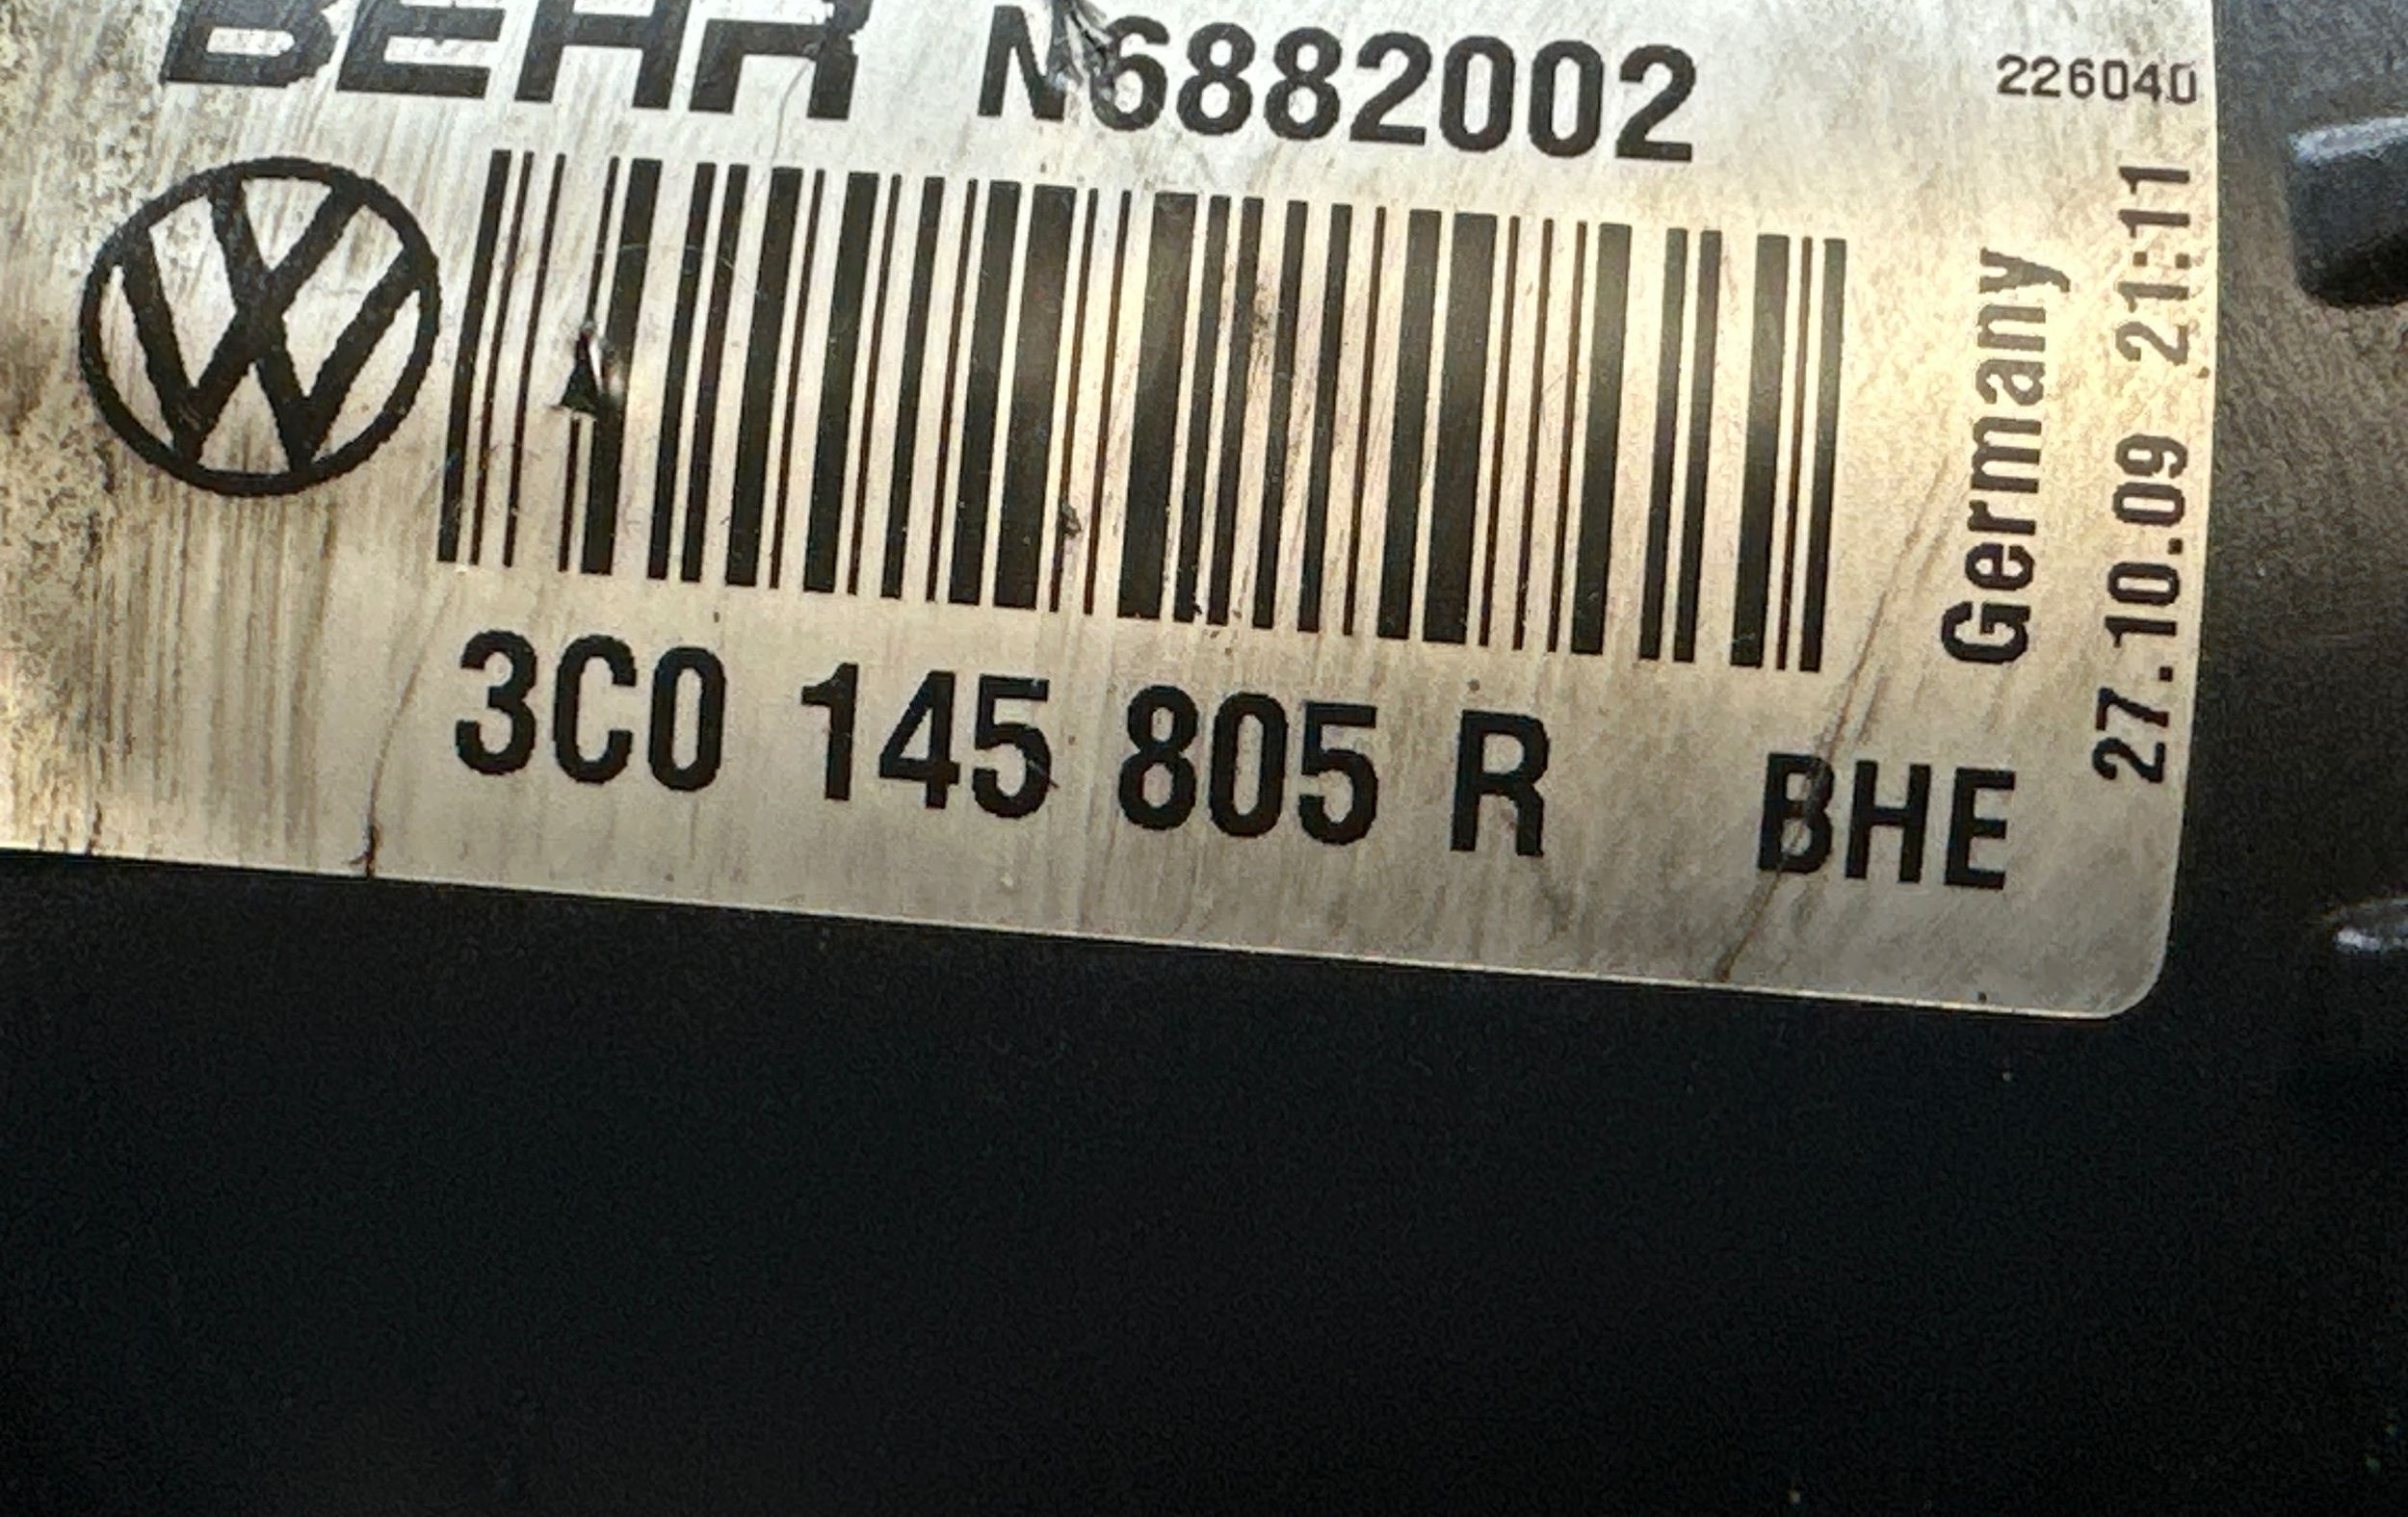 BEHR N6882002
226040
3C0 145 805 R BHE
Germany
27.10.09 21:11